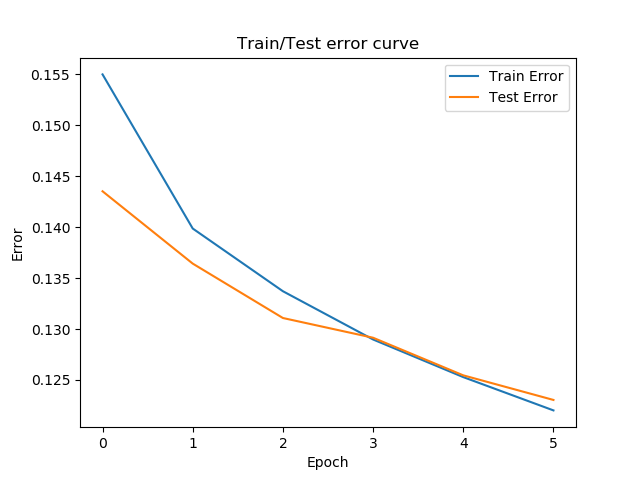 Train/Test error curve
Train Error
Test Error
0.155
0.150
0.145
0.140
0.135
0.130
0.125
Error
0 1 2 3 4 5
Epoch